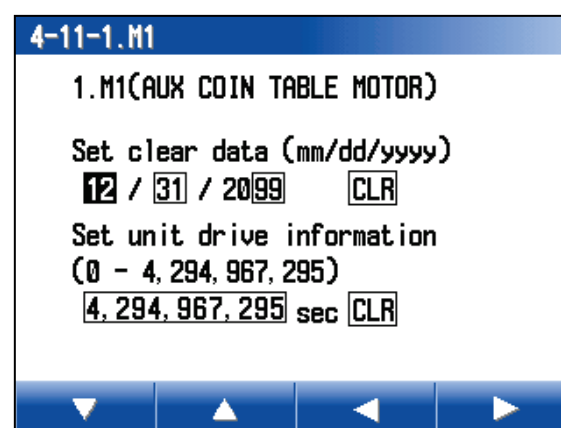 4-11-1.M1
1.M1(AUX COIN TABLE MOTOR)
Set clear data (mm/dd/yyyy)
12 / 31 / 2099 CLR
Set unit drive information
(0 - 4,294,967,295)
4,294,967,295 sec CLR